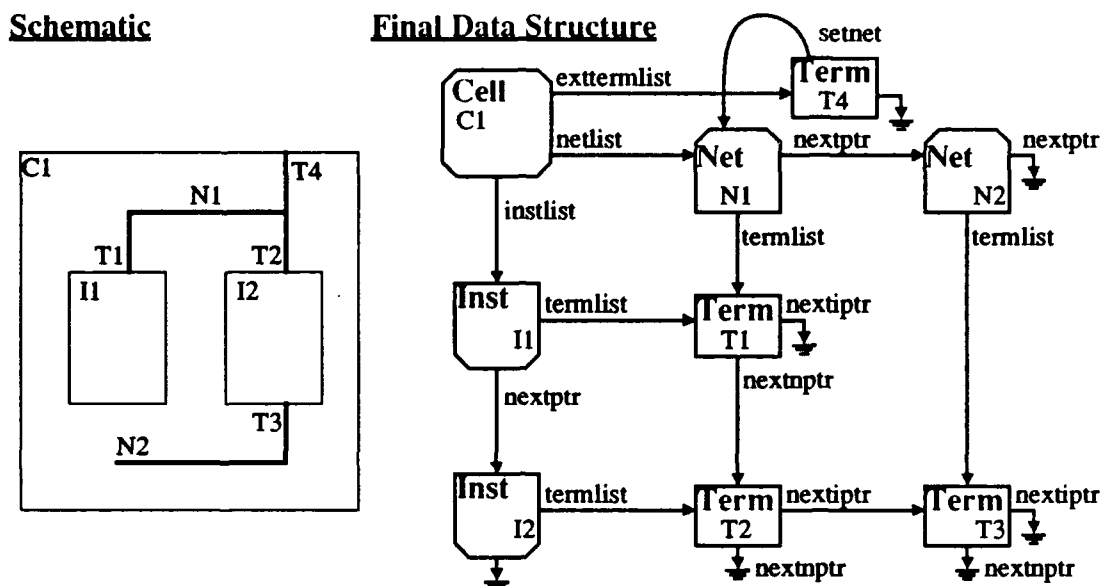 Schematic
Final Data Structure
C1
T4
N1
T1
T2
I1
I2
T3
N2
setnet
Cell
C1
exttermlist
Term
T4
netlist
Net
N1
nextptr
Net
N2
nextptr
instlist
termlist
termlist
Inst
I1
termlist
Term
T1
nextiptr
nextptr
nextnptr
Inst
I2
termlist
Term
T2
nextiptr
Term
T3
nextiptr
nextnptr
nextnptr